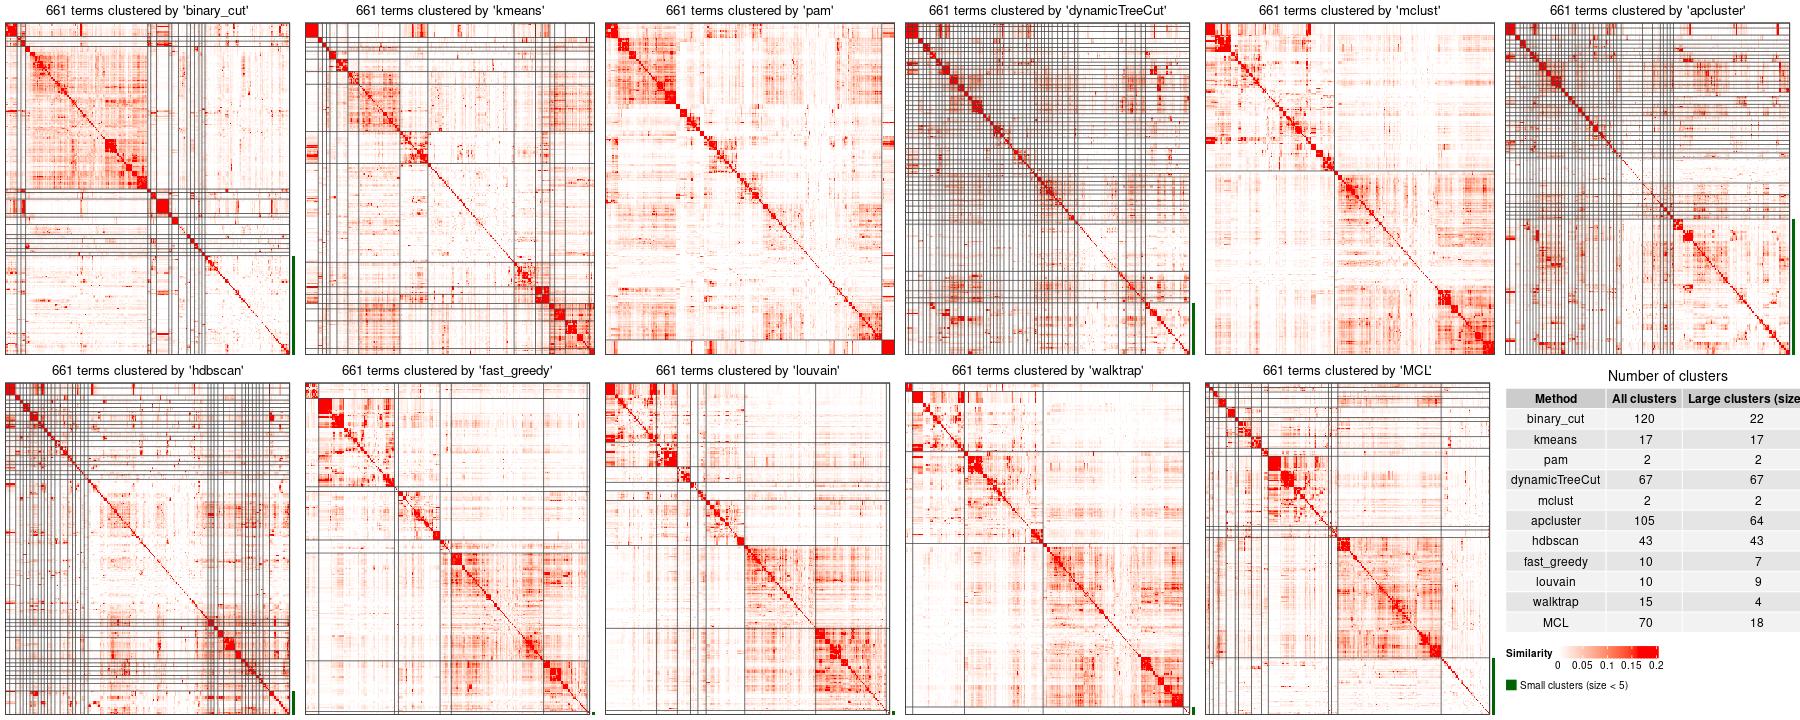 661 terms clustered by 'binary_cut'
661 terms clustered by 'kmeans'
661 terms clustered by 'pam'
661 terms clustered by 'dynamicTreeCut'
661 terms clustered by 'mclust'
661 terms clustered by 'apcluster'
661 terms clustered by 'hdbscan'
661 terms clustered by 'fast_greedy'
661 terms clustered by 'louvain'
661 terms clustered by 'walktrap'
661 terms clustered by 'MCL'
Number of clusters
Method All clusters Large clusters (size
binary_cut 120 22
kmeans 17 17
pam 2 2
dynamicTreeCut 67 67
mclust 2 2
apcluster 105 64
hdbscan 43 43
fast_greedy 10 7
louvain 10 9
walktrap 15 4
MCL 70 18
Similarity
0 0.05 0.1 0.15 0.2
Small clusters (size < 5)